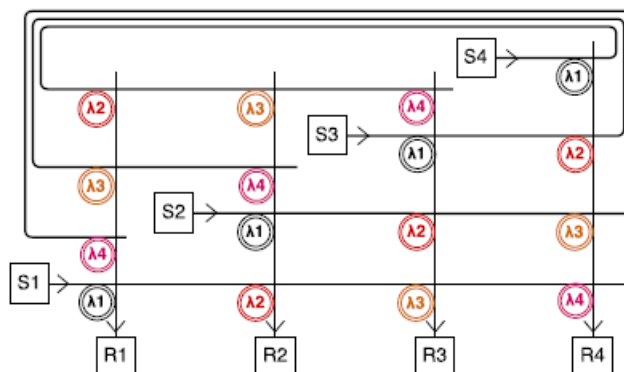 S4 λ1
λ2 λ3 λ4
S3 λ1 λ2
λ3 λ4
S2 λ1 λ2 λ3
λ4
S1 λ1 λ2 λ3 λ4
R1 R2 R3 R4